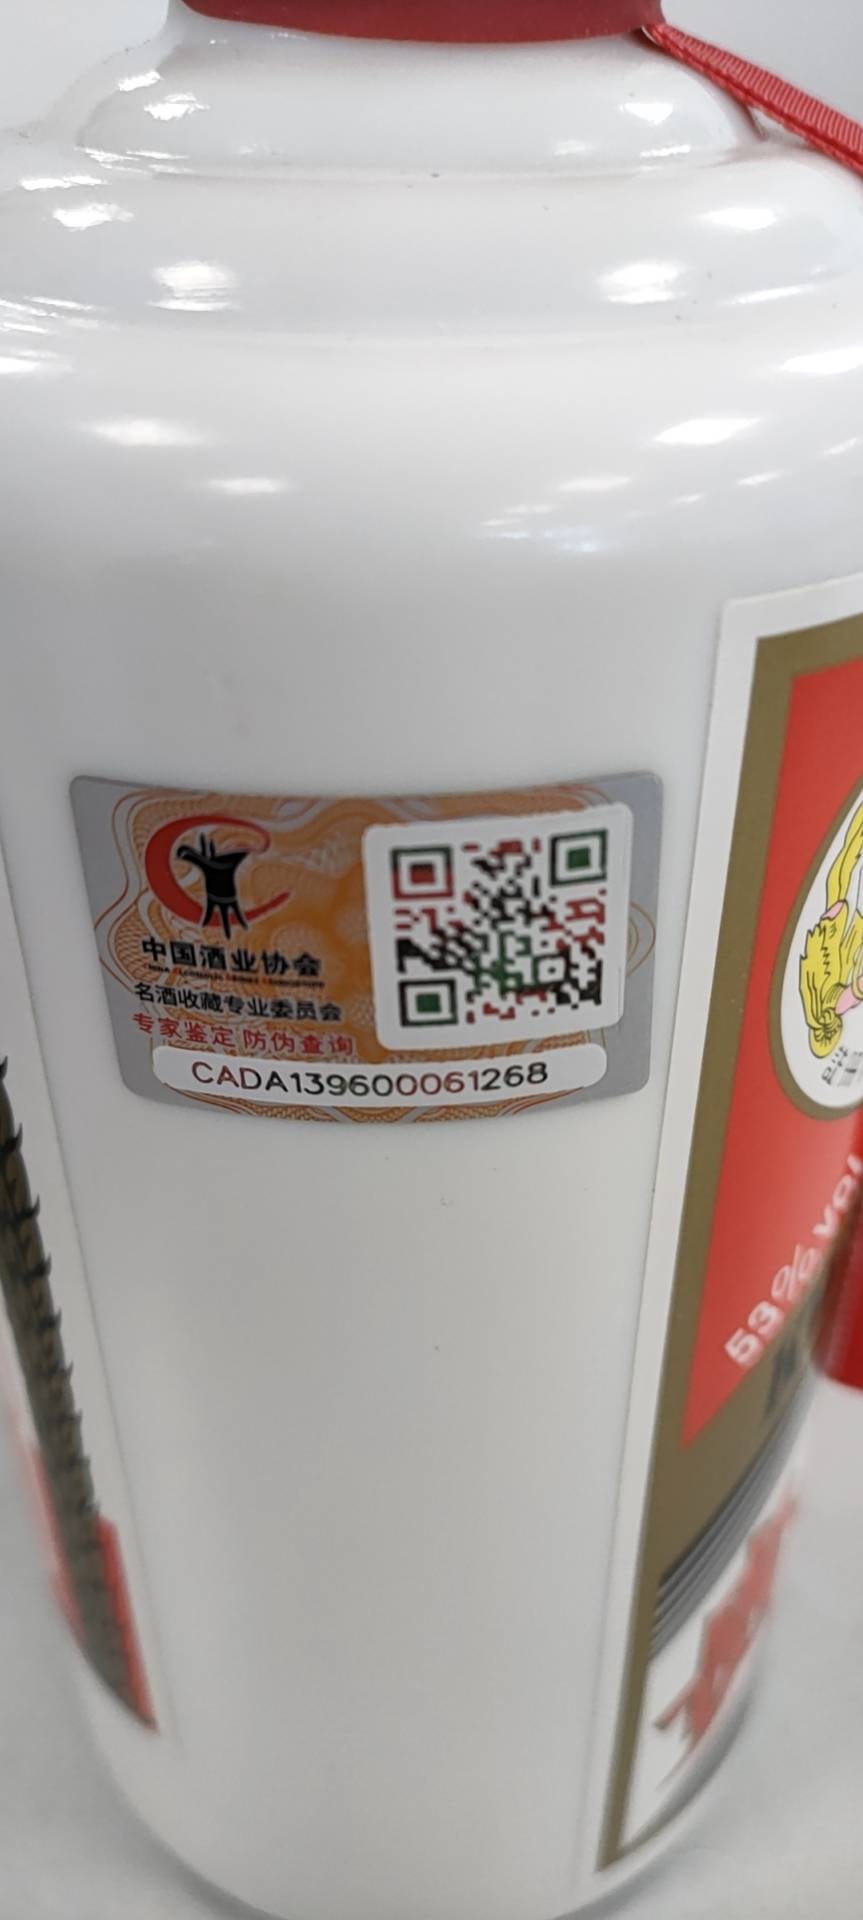 中国酒业协会
名酒收藏专业委员会
专家鉴定 防伪查询
CADA139600061268
53% vol